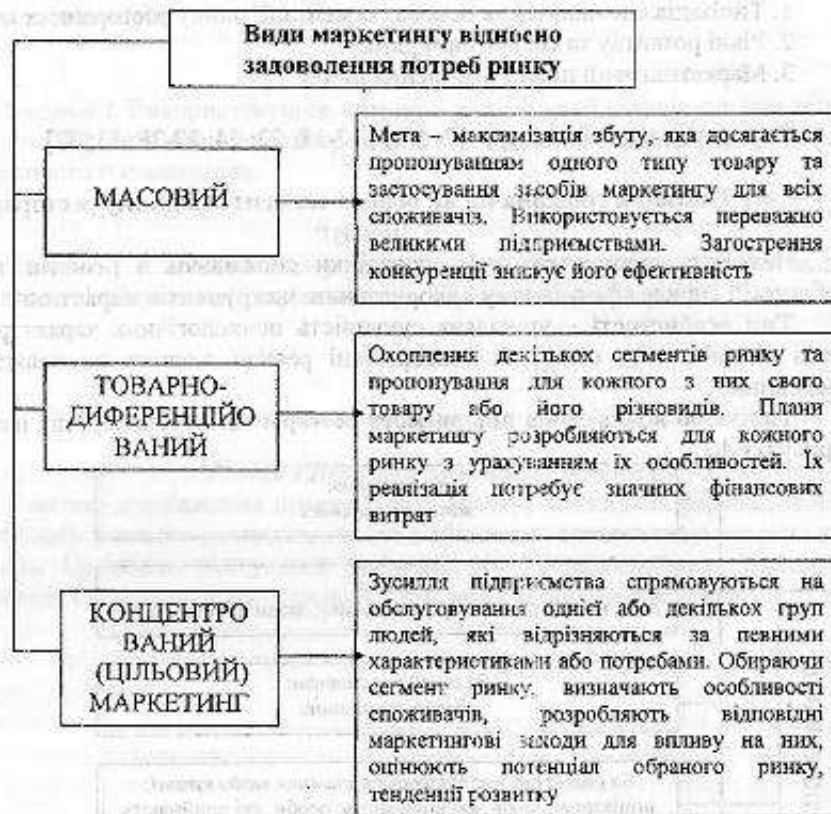 Види маркетингу відносно
задоволення потреб ринку
МАСОВИЙ
Мета – максимізація збуту, яка досягається
пропонуванням одного типу товару та
застосування засобів маркетингу для всіх
споживачів. Використовується переважно
великими підприємствами. Загострення
конкуренції знижує його ефективність
ТОВАРНО-
ДИФЕРЕНЦІЙО
ВАНИЙ
Охоплення декількох сегментів ринку та
пропонування для кожного з них свого
товару або його різновидів. Плани
маркетингу розробляються для кожного
ринку з урахуванням їх особливостей. Їх
реалізація потребує значних фінансових
витрат
КОНЦЕНТРО
ВАНИЙ
(ЦІЛЬОВИЙ)
МАРКЕТИНГ
Зусилля підприємства спрямовуються на
обслуговування однієї або декількох груп
людей, які відрізняються за певними
характеристиками або потребами. Обираючи
сегмент ринку, визначають особливості
споживачів, розробляють відповідні
маркетингові заходи для впливу на них,
оцінюють потенціал обраного ринку,
тенденції розвитку